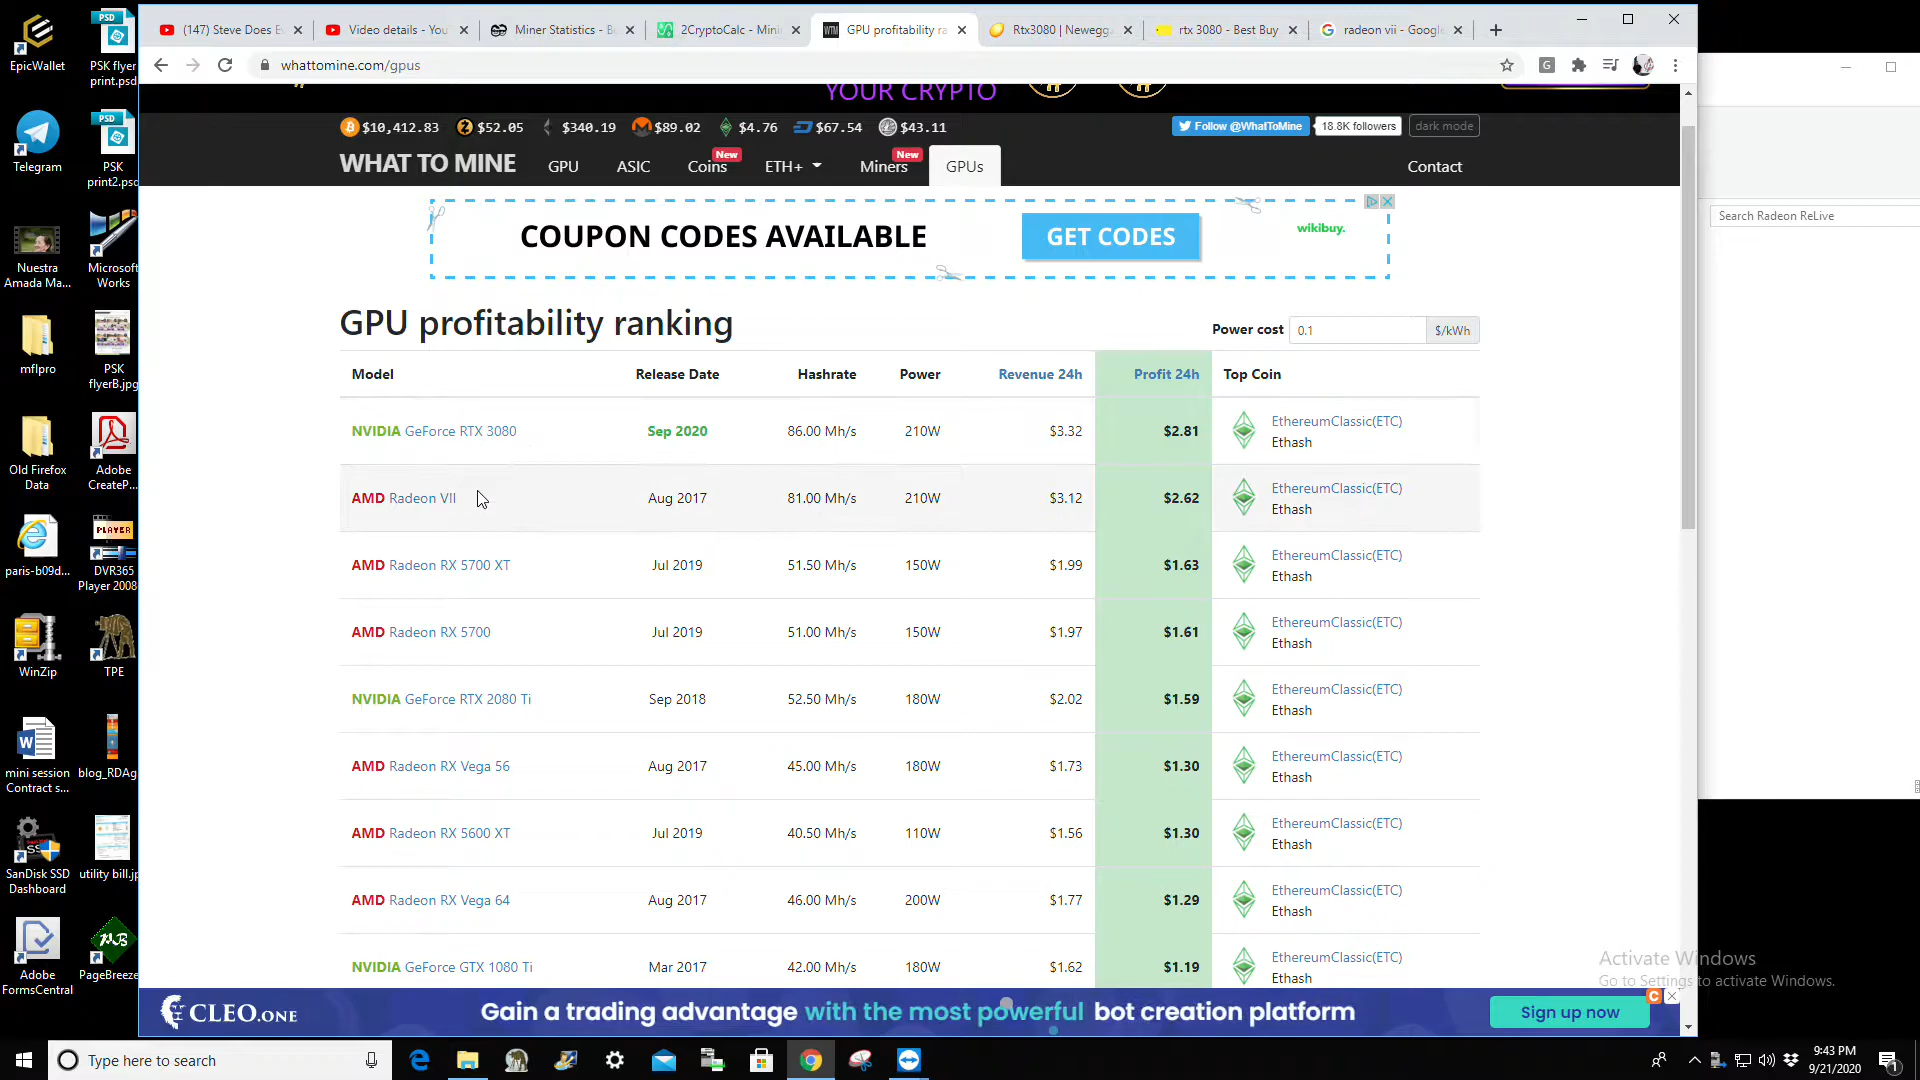 (147) Steve Does E
Video details - You
Miner Statistics - B
2CryptoCalc - Mini
GPU profitability ra
Rtx3080 | Newegg.
rtx 3080 - Best Buy
radeon vii - Google
whattomine.com/gpus
YOUR CRYPTO
$10,412.83 $52.05 $340.19 $89.02 $4.76 $67.54 $43.11
Follow @WhatToMine 18.8K followers dark mode
WHAT TO MINE GPU ASIC Coins New ETH+ Miners New GPUs Contact
COUPON CODES AVAILABLE GET CODES wikibuy.
GPU profitability ranking
Power cost 0.1 $/kWh
Model Release Date Hashrate Power Revenue 24h Profit 24h Top Coin
NVIDIA GeForce RTX 3080 Sep 2020 86.00 Mh/s 210W $3.32 $2.81 EthereumClassic(ETC)
Ethash
AMD Radeon VII Aug 2017 81.00 Mh/s 210W $3.12 $2.62 EthereumClassic(ETC)
Ethash
AMD Radeon RX 5700 XT Jul 2019 51.50 Mh/s 150W $1.99 $1.63 EthereumClassic(ETC)
Ethash
AMD Radeon RX 5700 Jul 2019 51.00 Mh/s 150W $1.97 $1.61 EthereumClassic(ETC)
Ethash
NVIDIA GeForce RTX 2080 Ti Sep 2018 52.50 Mh/s 180W $2.02 $1.59 EthereumClassic(ETC)
Ethash
AMD Radeon RX Vega 56 Aug 2017 45.00 Mh/s 180W $1.73 $1.30 EthereumClassic(ETC)
Ethash
AMD Radeon RX 5600 XT Jul 2019 40.50 Mh/s 110W $1.56 $1.30 EthereumClassic(ETC)
Ethash
AMD Radeon RX Vega 64 Aug 2017 46.00 Mh/s 200W $1.77 $1.29 EthereumClassic(ETC)
Ethash
NVIDIA GeForce GTX 1080 Ti Mar 2017 42.00 Mh/s 180W $1.62 $1.19 EthereumClassic(ETC)
Ethash
CLEO.ONE Gain a trading advantage with the most powerful bot creation platform Sign up now
Search Radeon ReLive
Activate Windows
Go to Settings to activate Windows.
EpicWallet
PSK flyer
print.psd
Telegram
PSK
print2.psd
Nuestra
Amada Ma...
Microsoft
Works
mflpro
PSK
flyerB.jpg
Old Firefox
Data
Adobe
CreateP...
paris-b09d...
PLAYER
DVR365
Player 2008
WinZip
TPE
mini session
Contract s...
blog_RDAg
SanDisk SSD
Dashboard
utility bill.jp
Adobe
FormsCentral
PageBreeze
Type here to search
9:43 PM
9/21/2020